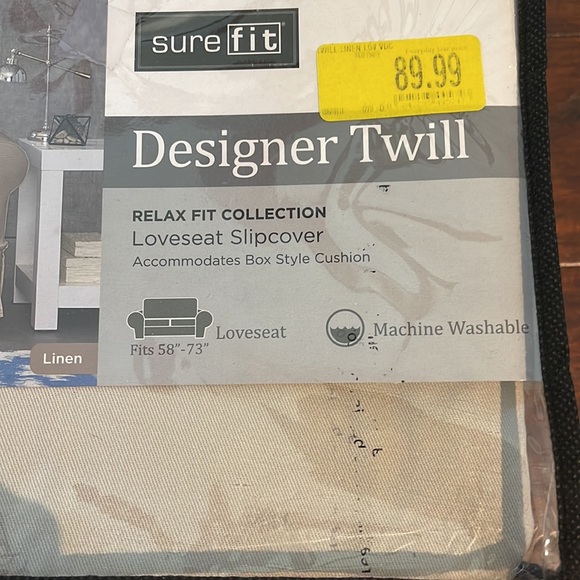 sure fit
89.99
Designer Twill
RELAX FIT COLLECTION
Loveseat Slipcover
Accommodates Box Style Cushion
Loveseat
Fits 58"-73"
Machine Washable
Linen